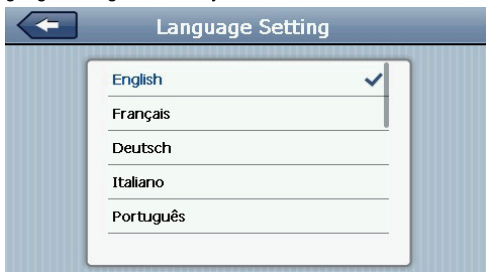 Language Setting
English
Français
Deutsch
Italiano
Português